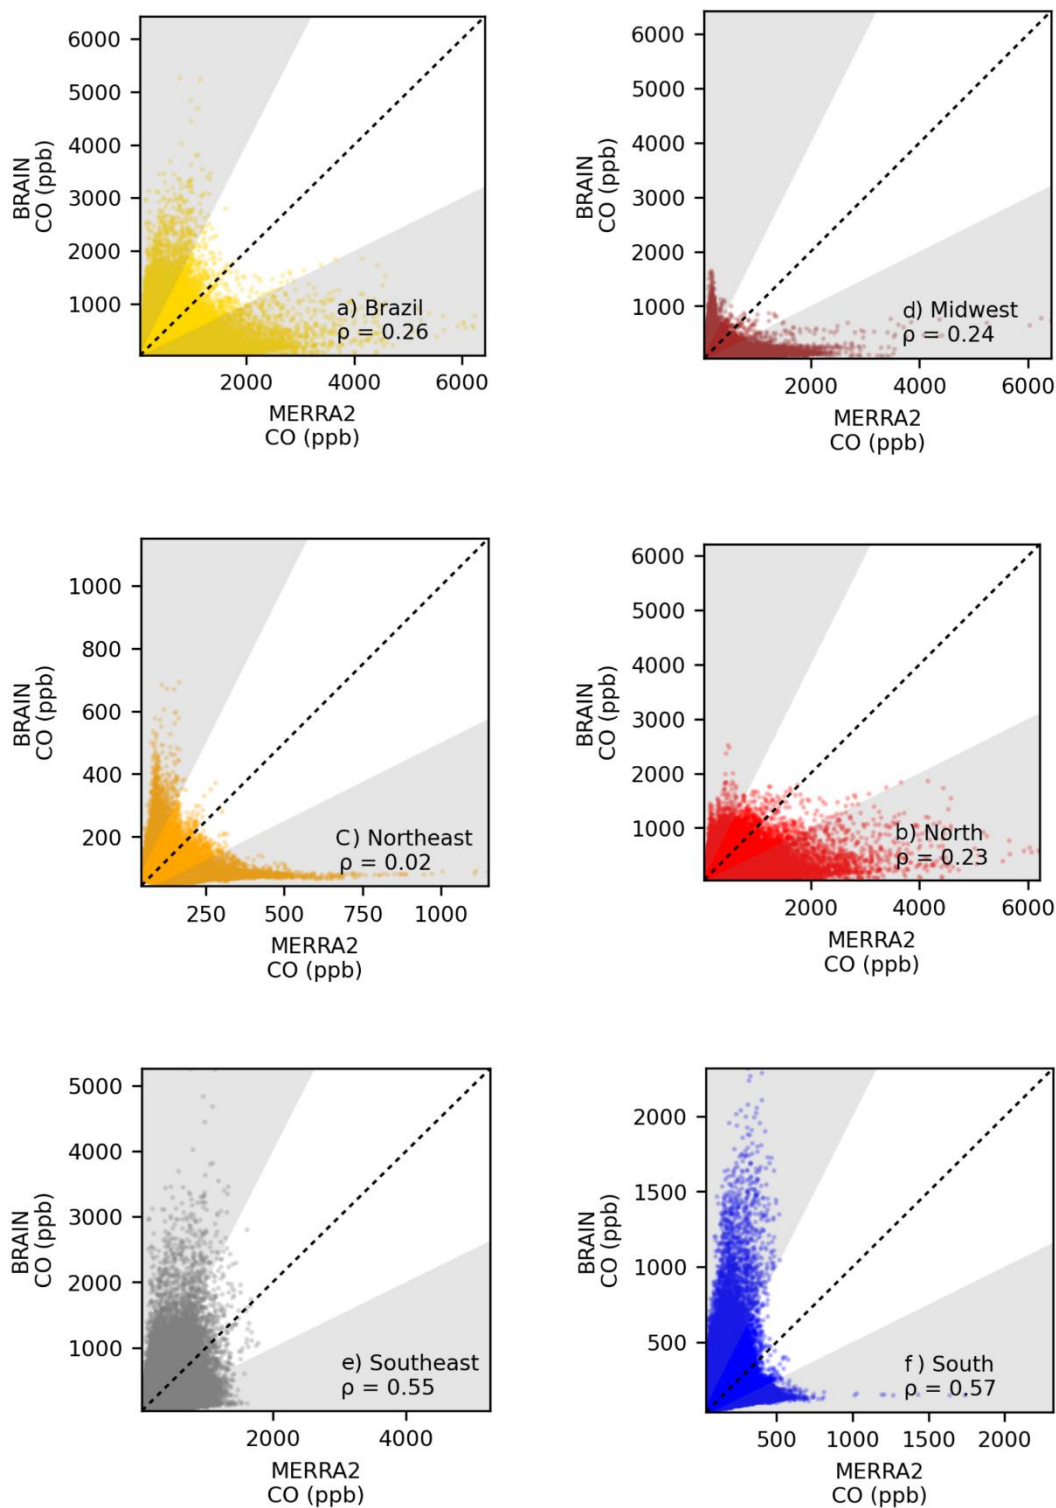 6000
5000
4000
3000
2000
1000
BRAIN
CO (ppb)
a) Brazil
ρ = 0.26
2000 4000 6000
MERRA2
CO (ppb)
6000
5000
4000
3000
2000
1000
BRAIN
CO (ppb)
d) Midwest
ρ = 0.24
2000 4000 6000
MERRA2
CO (ppb)
1000
800
600
400
200
BRAIN
CO (ppb)
C) Northeast
ρ = 0.02
250 500 750 1000
MERRA2
CO (ppb)
6000
5000
4000
3000
2000
1000
BRAIN
CO (ppb)
b) North
ρ = 0.23
2000 4000 6000
MERRA2
CO (ppb)
5000
4000
3000
2000
1000
BRAIN
CO (ppb)
e) Southeast
ρ = 0.55
2000 4000
MERRA2
CO (ppb)
2000
1500
1000
500
BRAIN
CO (ppb)
f) South
ρ = 0.57
500 1000 1500 2000
MERRA2
CO (ppb)